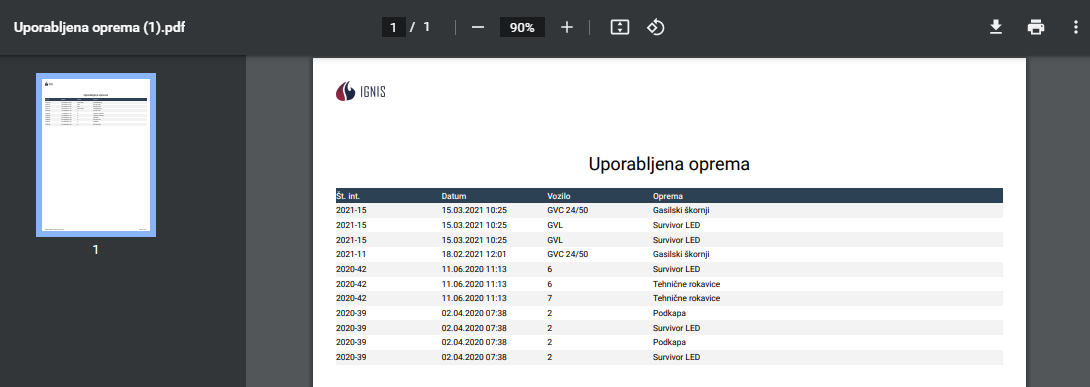 Uporabljena oprema (1).pdf
1 / 1
90%
1
IGNIS
Uporabljena oprema
Št. int. Datum Vozilo Oprema
2021-15 15.03.2021 10:25 GVC 24/50 Gasilski škornji
2021-15 15.03.2021 10:25 GVL Survivor LED
2021-15 15.03.2021 10:25 GVL Survivor LED
2021-11 18.02.2021 12:01 GVC 24/50 Gasilski škornji
2020-42 11.06.2020 11:13 6 Survivor LED
2020-42 11.06.2020 11:13 6 Tehnične rokavice
2020-42 11.06.2020 11:13 7 Tehnične rokavice
2020-39 02.04.2020 07:38 2 Podkapa
2020-39 02.04.2020 07:38 2 Survivor LED
2020-39 02.04.2020 07:38 2 Podkapa
2020-39 02.04.2020 07:38 2 Survivor LED